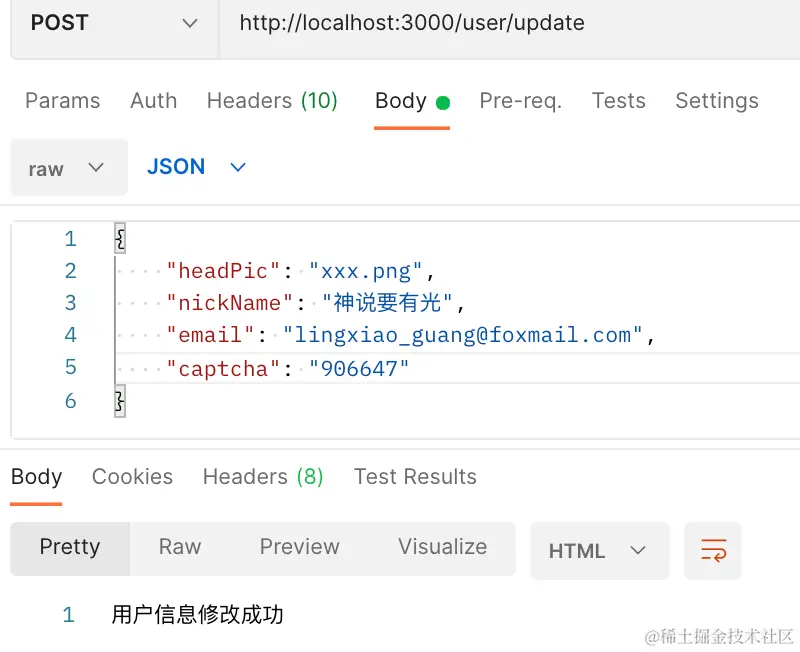 POST http://localhost:3000/user/update
Params Auth Headers (10) Body Pre-req. Tests Settings
raw JSON
1 {
2 "headPic": "xxx.png",
3 "nickName": "神说要有光",
4 "email": "lingxiao_guang@foxmail.com",
5 "captcha": "906647"
6 }
Body Cookies Headers (8) Test Results
Pretty Raw Preview Visualize HTML
1 用户信息修改成功
@稀土掘金技术社区